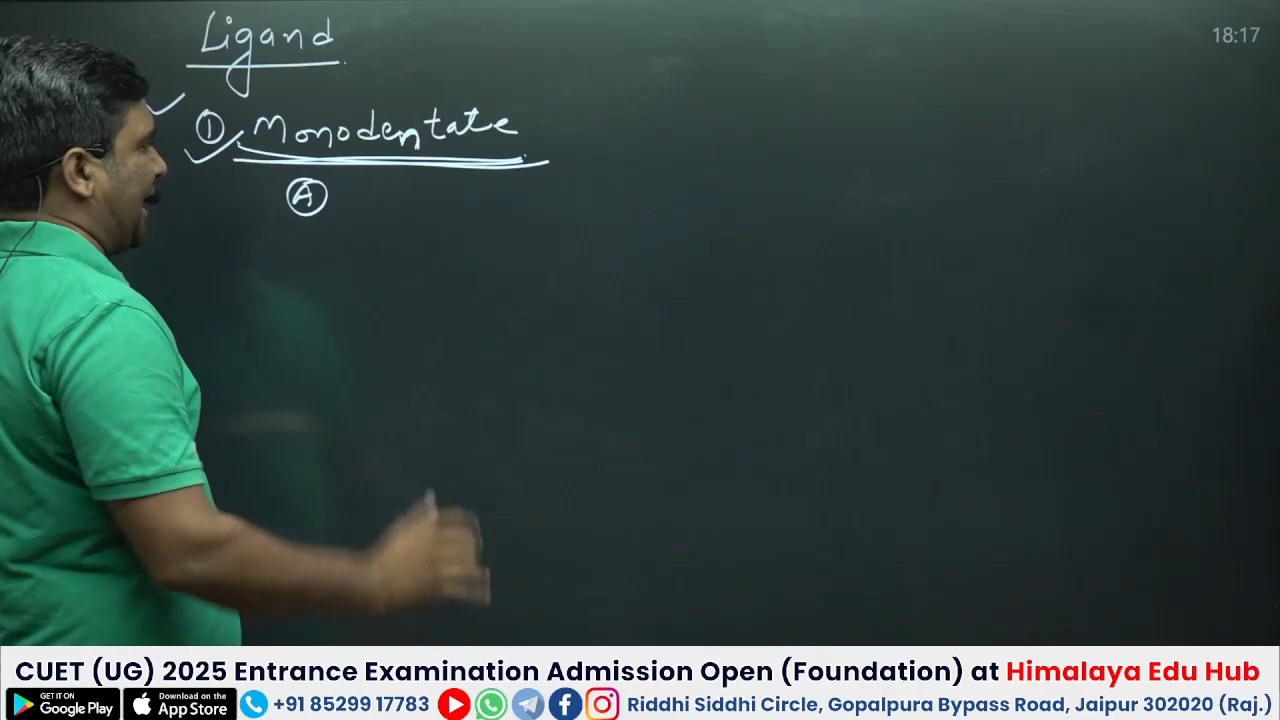 Ligand
18:17
① Monodentate
Ⓐ
CUET (UG) 2025 Entrance Examination Admission Open (Foundation) at Himalaya Edu Hub
GET IT ON Google Play Download on the App Store +91 85299 17783 Riddhi Siddhi Circle, Gopalpura Bypass Road, Jaipur 302020 (Raj.)